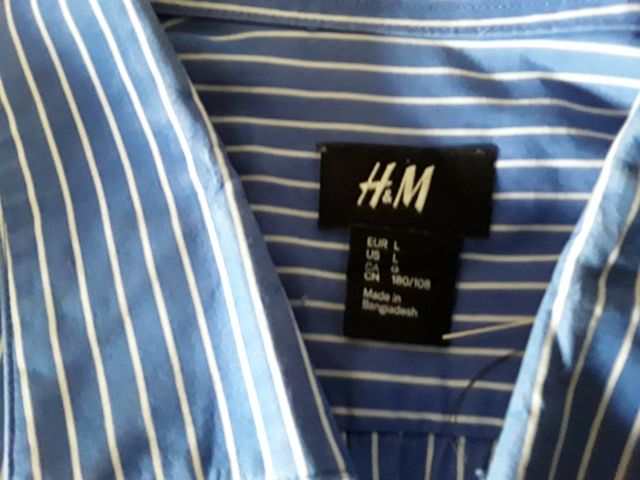 H&M
EUR L
US L
CA G
CN 180/108
Made in
Bangladesh